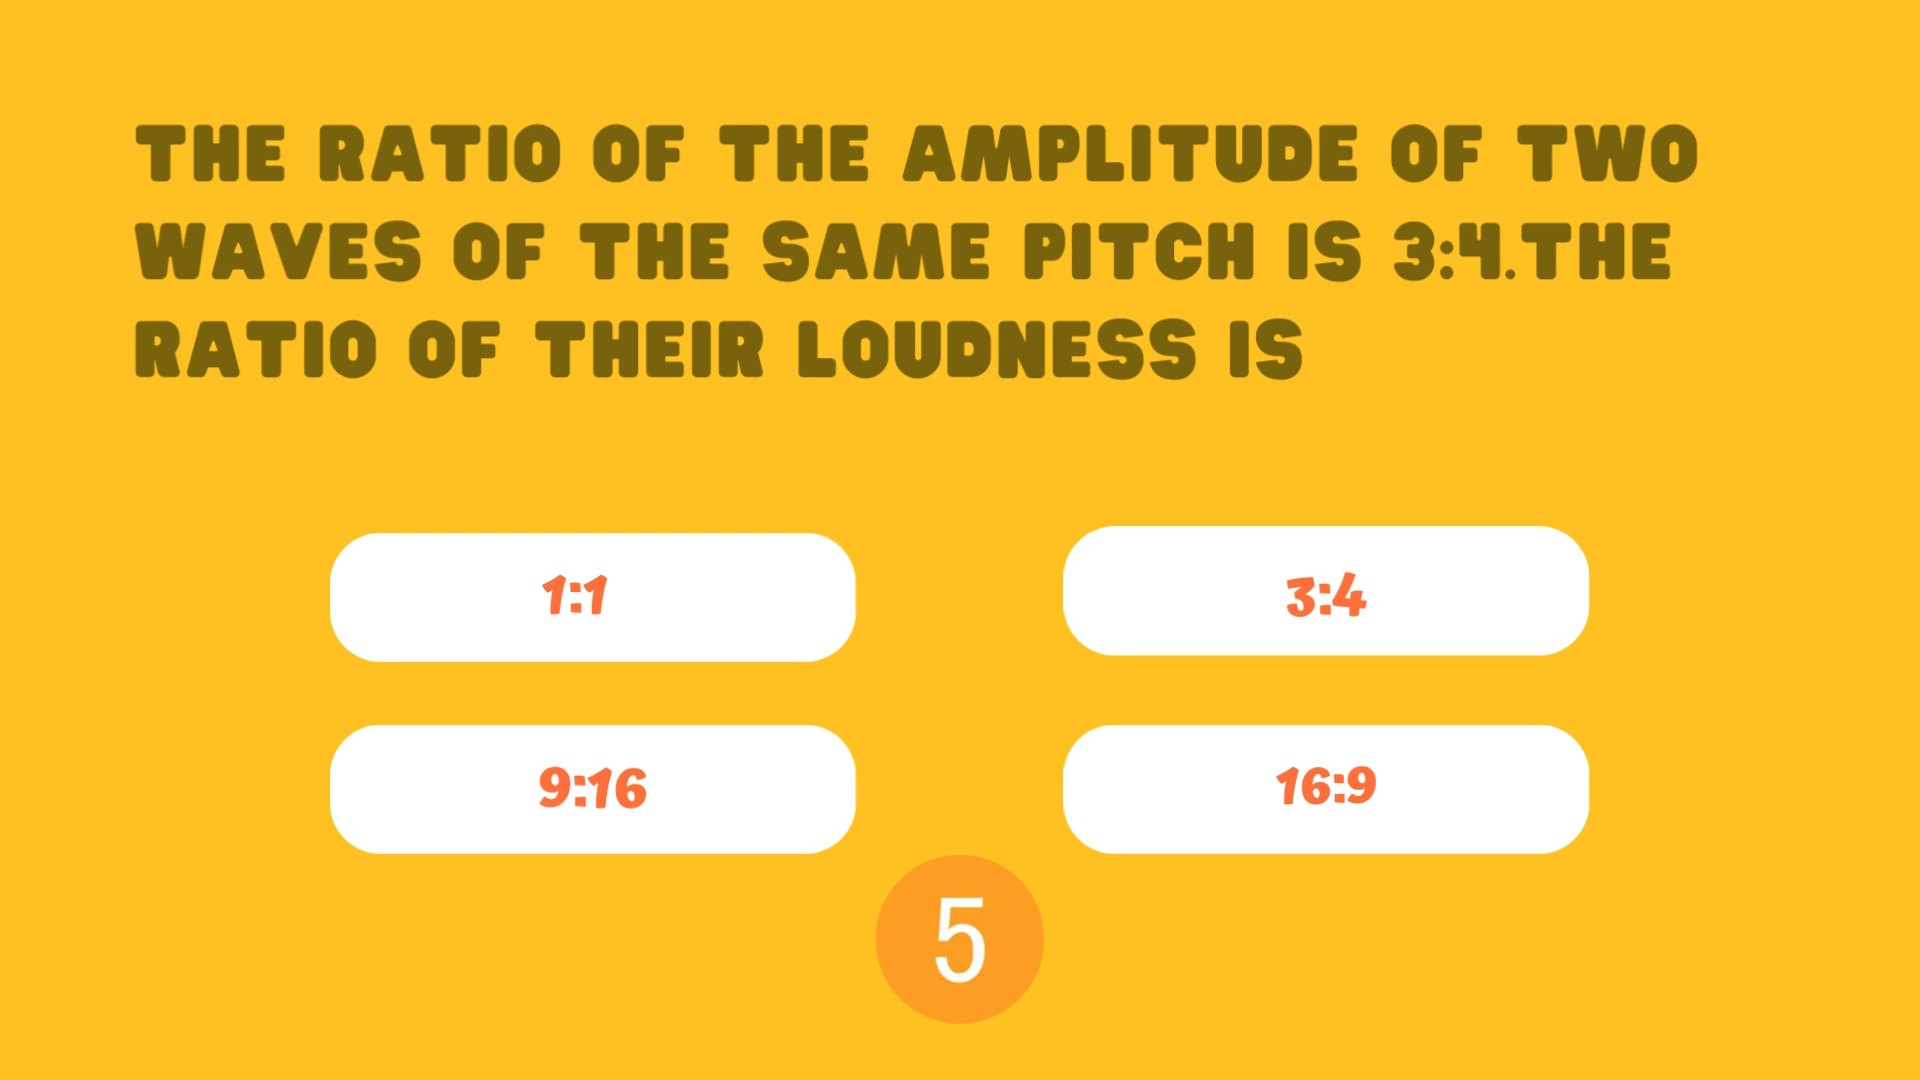 THE RATIO OF THE AMPLITUDE OF TWO
WAVES OF THE SAME PITCH IS 3:4.THE
RATIO OF THEIR LOUDNESS IS
1:1
3:4
9:16
16:9
5